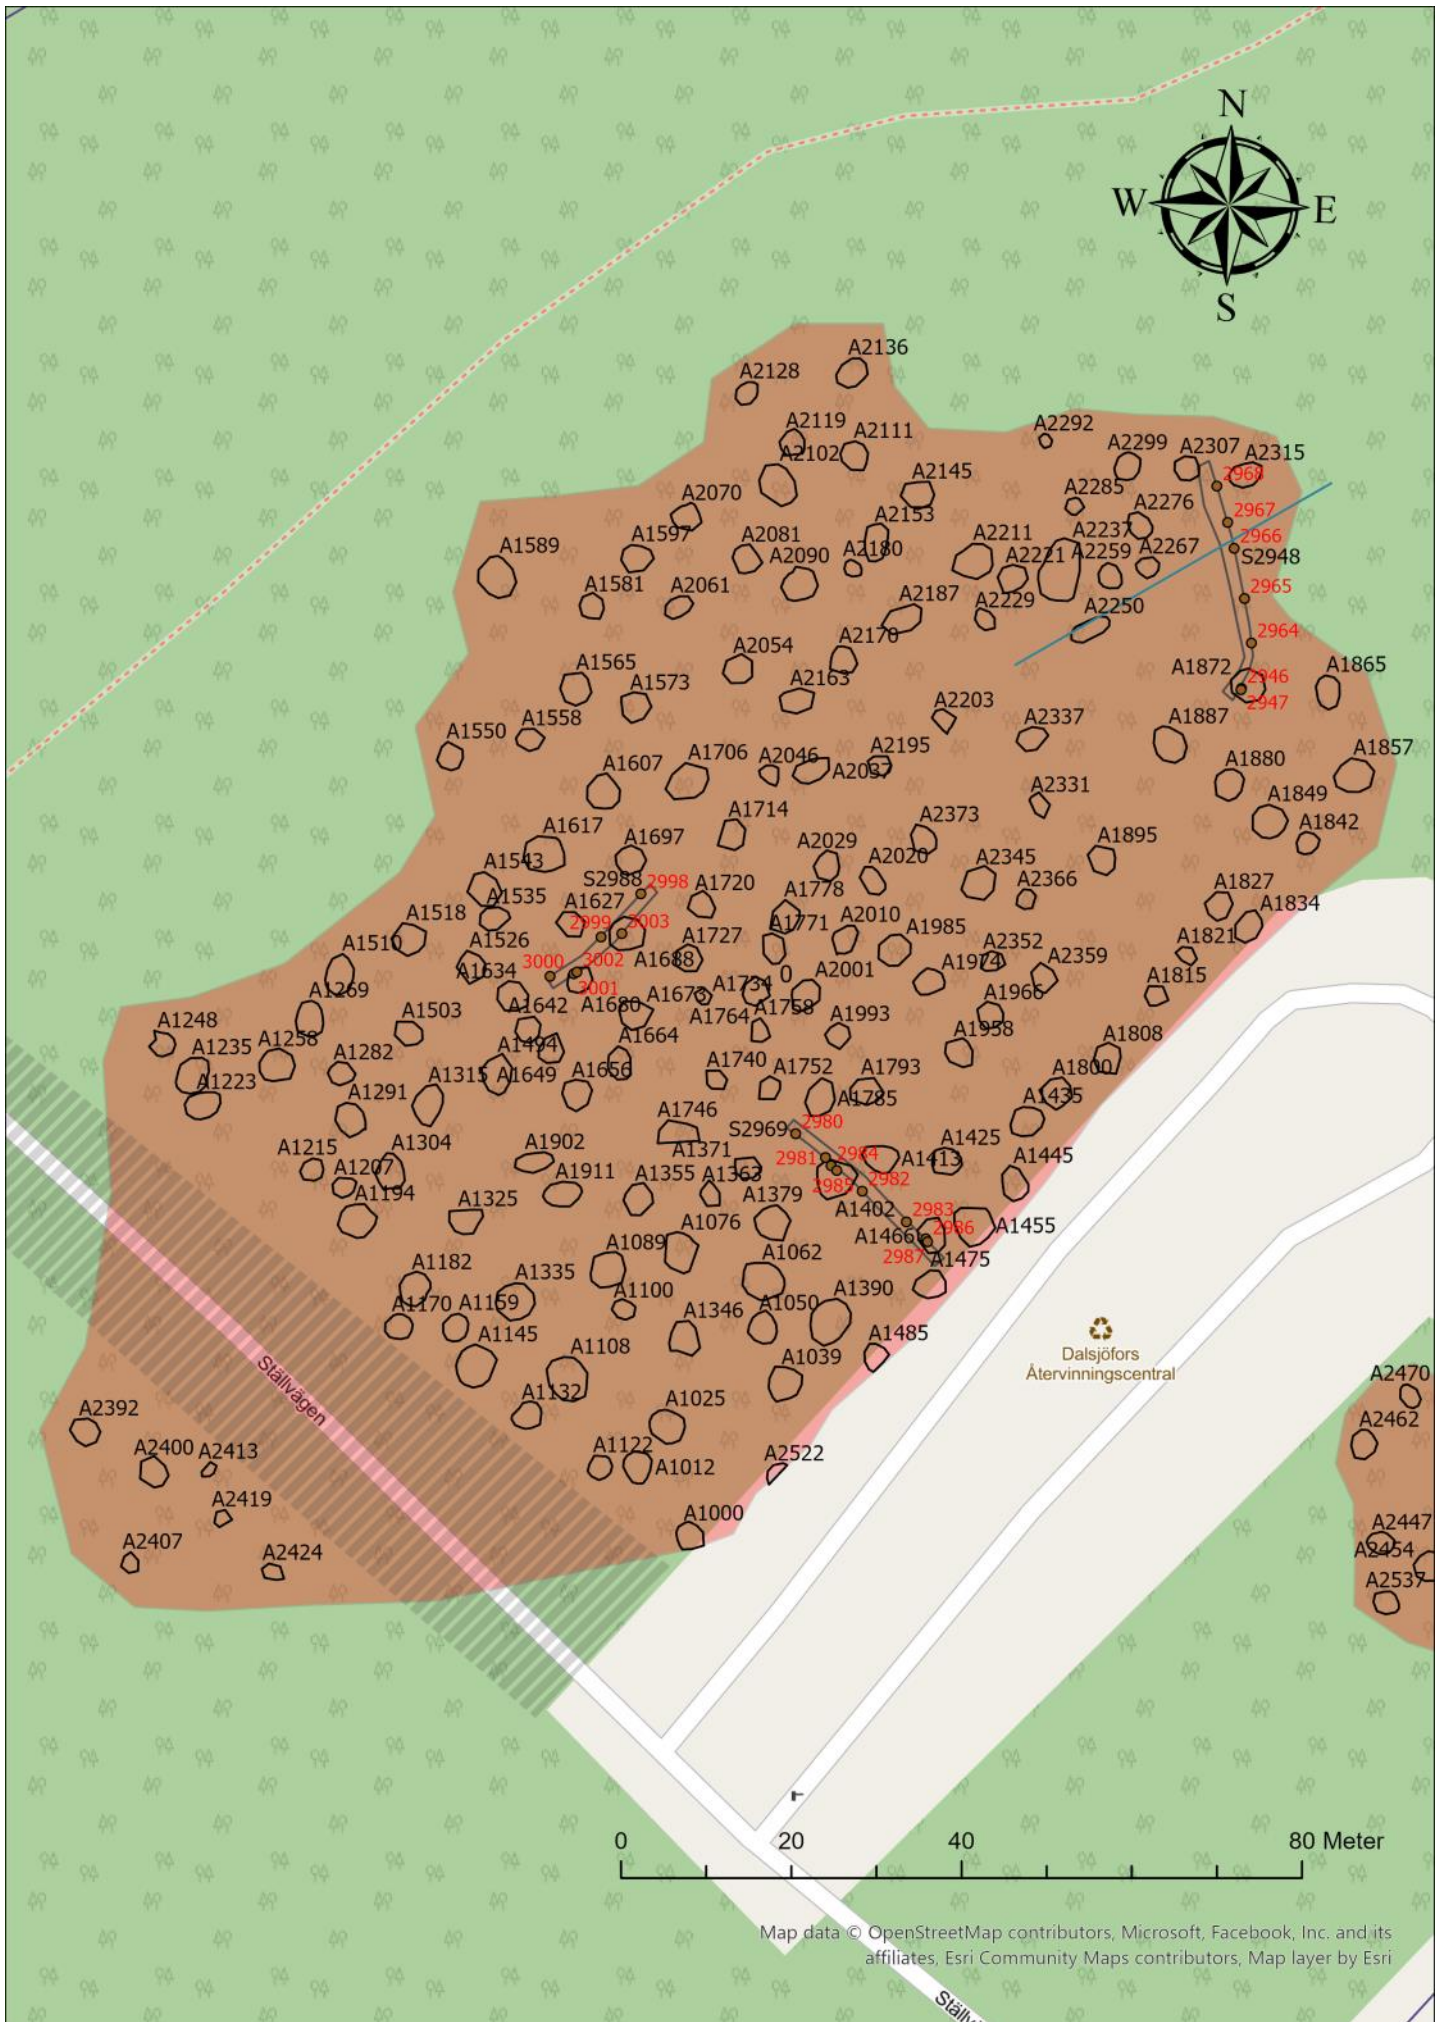 N
W
E
S
A2136
A2128
A2119
A2111
A2102
A2292
A2299
A2307
A2315
A2145
2968
A2070
A2285
A2276
2967
A2153
A1597
A2081
A2237
2966
A2211
A2180
A2090
A2221
A2259
A2267
S2948
A1589
A1581
A2061
2965
A2187
A2229
A2250
2964
A2170
A2054
A1565
A1872
2946
A1865
A1573
A2163
2947
A2203
A1558
A1550
A2337
A1887
A1706
A2046
A2195
A1857
A2037
A1880
A1607
A2331
A1849
A1714
A2373
A1842
A1617
A1697
A2029
A1895
A2020
A2345
A1543
S2988
2998
A1720
A2366
A1778
A1827
A1535
A1627
A1834
A1518
2999
3003
A1771
A2010
A1985
A1510
A1526
A1727
A1821
A2352
A2359
A1688
3000
3002
A1634
0
A2001
A1974
A1815
3001
A1734
A1269
A1673
A1966
A1680
A1642
A1503
A1764
A1758
A1993
A1248
A1664
A1958
A1235
A1258
A1494
A1808
A1282
A1740
A1752
A1793
A1800
A1223
A1315
A1649
A1656
A1291
A1785
A1435
A1746
2980
S2969
A1215
A1304
A1902
A1371
2981
2984
A1413
A1425
A1207
A1911
A1355
A1363
2985
2982
A1445
A1194
A1325
A1379
A1402
2983
A1076
A1466
2986
A1455
A1089
A1062
2987
A1475
A1182
A1335
A1100
A1390
A1170
A1159
A1346
A1050
A1145
A1108
A1485
A1039
Dalsjöfors
Återvinningscentral
Ställvägen
A2470
A1132
A1025
A2392
A2462
A2400
A2413
A1122
A1012
A2522
A2419
A1000
A2447
A2407
A2424
A2454
A2537
0
20
40
80 Meter
Map data © OpenStreetMap contributors, Microsoft, Facebook, Inc. and its
affiliates, Esri Community Maps contributors, Map layer by Esri